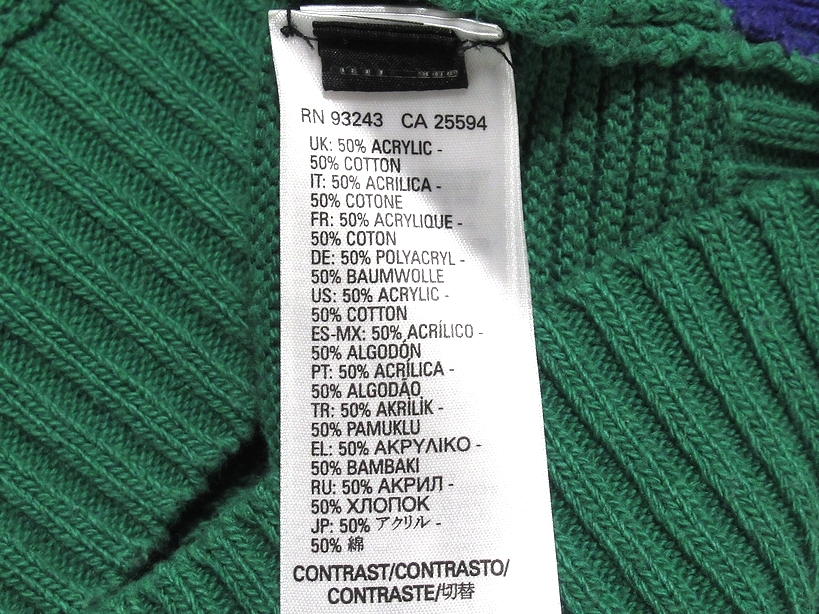 RN 93243 CA 25594
UK: 50% ACRYLIC -
50% COTTON
IT: 50% ACRILICA -
50% COTONE
FR: 50% ACRYLIQUE -
50% COTON
DE: 50% POLYACRYL -
50% BAUMWOLLE
US: 50% ACRYLIC -
50% COTTON
ES-MX: 50% ACRÍLICO -
50% ALGODÓN
PT: 50% ACRÍLICA -
50% ALGODÃO
TR: 50% AKRİLİK -
50% PAMUKLU
EL: 50% ΑΚΡΥΛΙΚΟ -
50% ΒΑΜΒΑΚΙ
RU: 50% АКРИЛ -
50% ХЛОПОК
JP: 50% アクリル -
50% 綿
CONTRAST/CONTRASTO/
CONTRASTE/切替